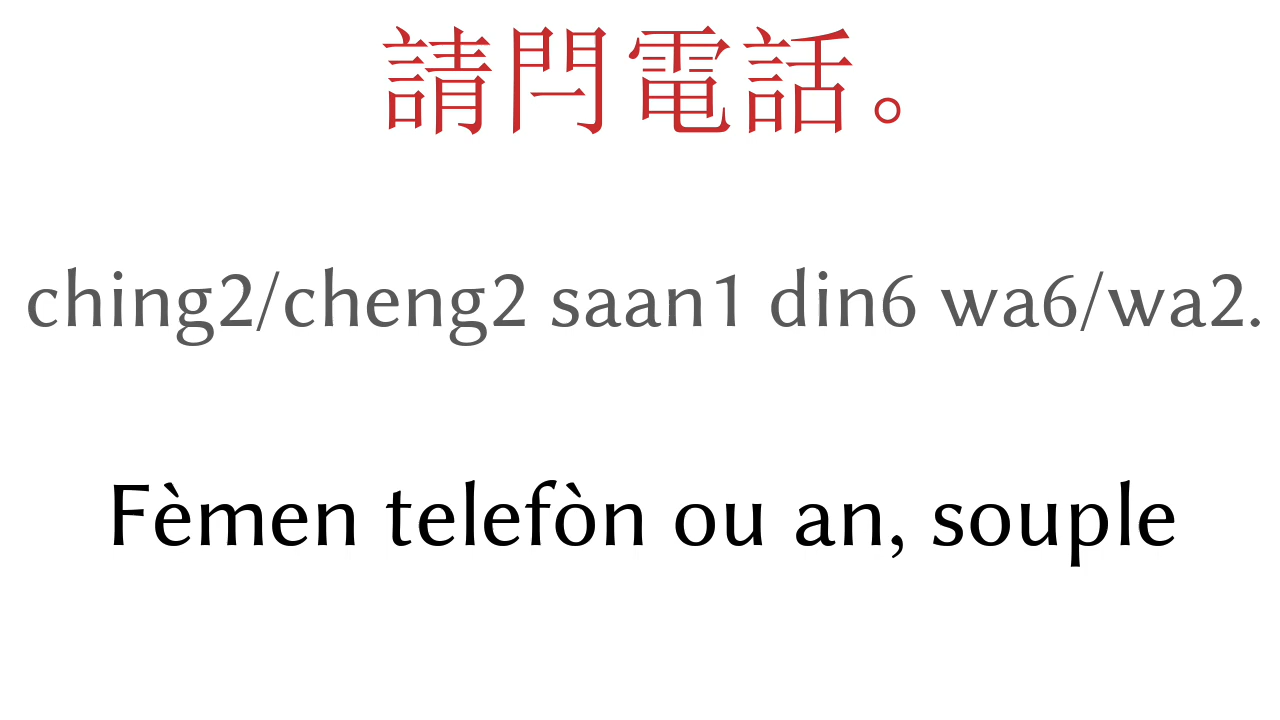 請閂電話。
ching2/cheng2 saan1 din6 wa6/wa2.
Fèmen telefòn ou an, souple